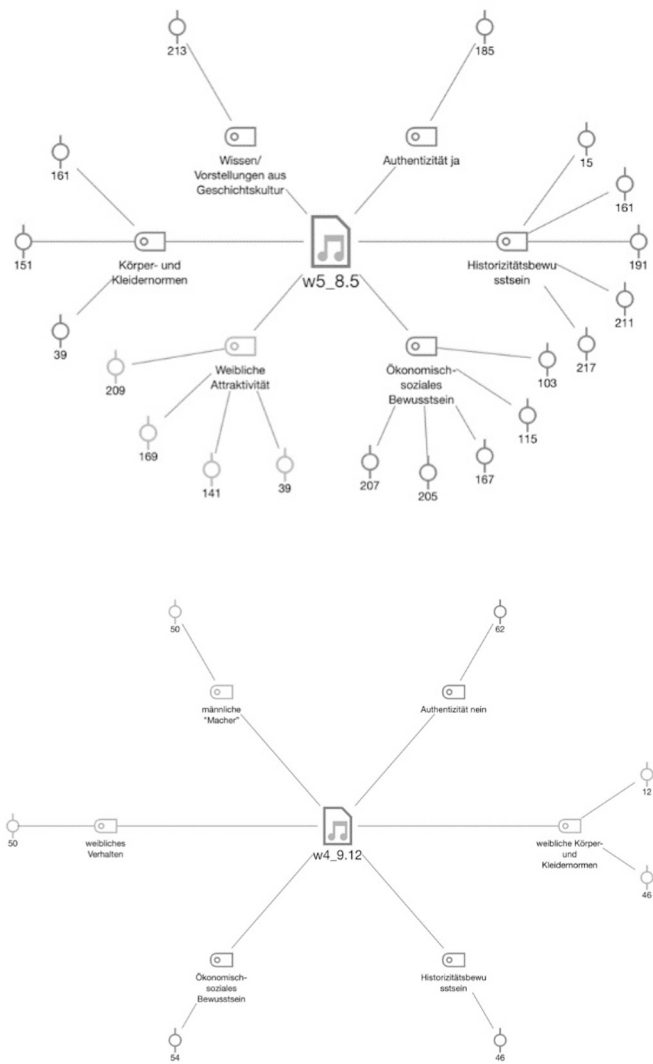 213
185
Wissen/
Vorstellungen aus
Geschichtskultur
Authentizität ja
15
161
161
151
Körper- und
Kleidernormen
w5_8.5
Historizitätsbewu
sstsein
191
211
39
217
209
Weibliche
Attraktivität
Ökonomisch-
soziales
Bewusstsein
103
115
169
141
39
207
205
167
50
62
männliche
"Macher"
Authentizität nein
12
50
weibliches
Verhalten
w4_9.12
weibliche Körper-
und
Kleidernormen
46
Ökonomisch-
soziales
Bewusstsein
Historizitätsbewu
sstsein
54
46